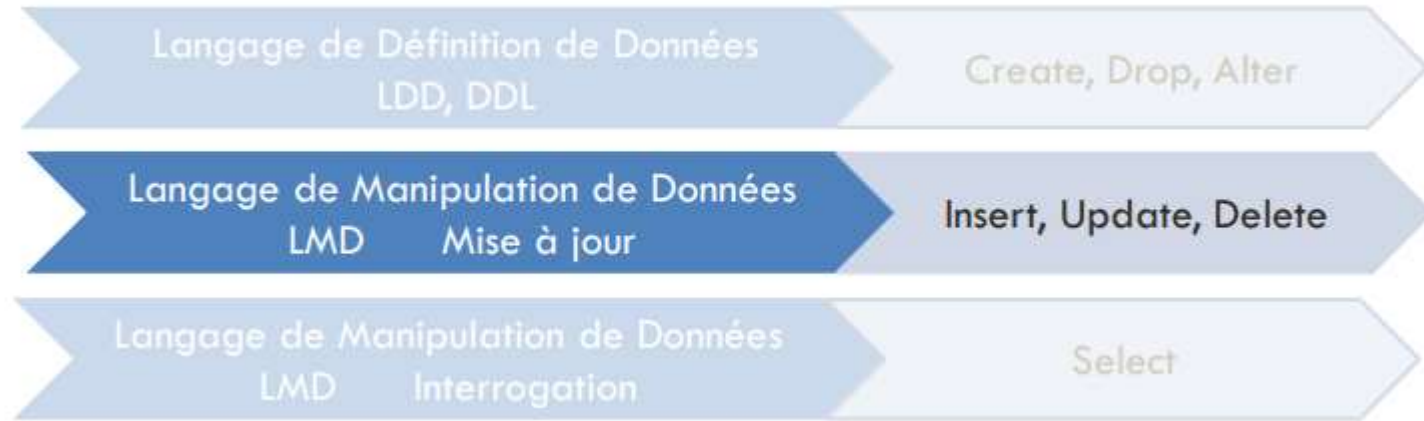 Langage de Définition de Données
LDD, DDL
Create, Drop, Alter
Langage de Manipulation de Données
LMD Mise à jour
Insert, Update, Delete
Langage de Manipulation de Données
LMD Interrogation
Select